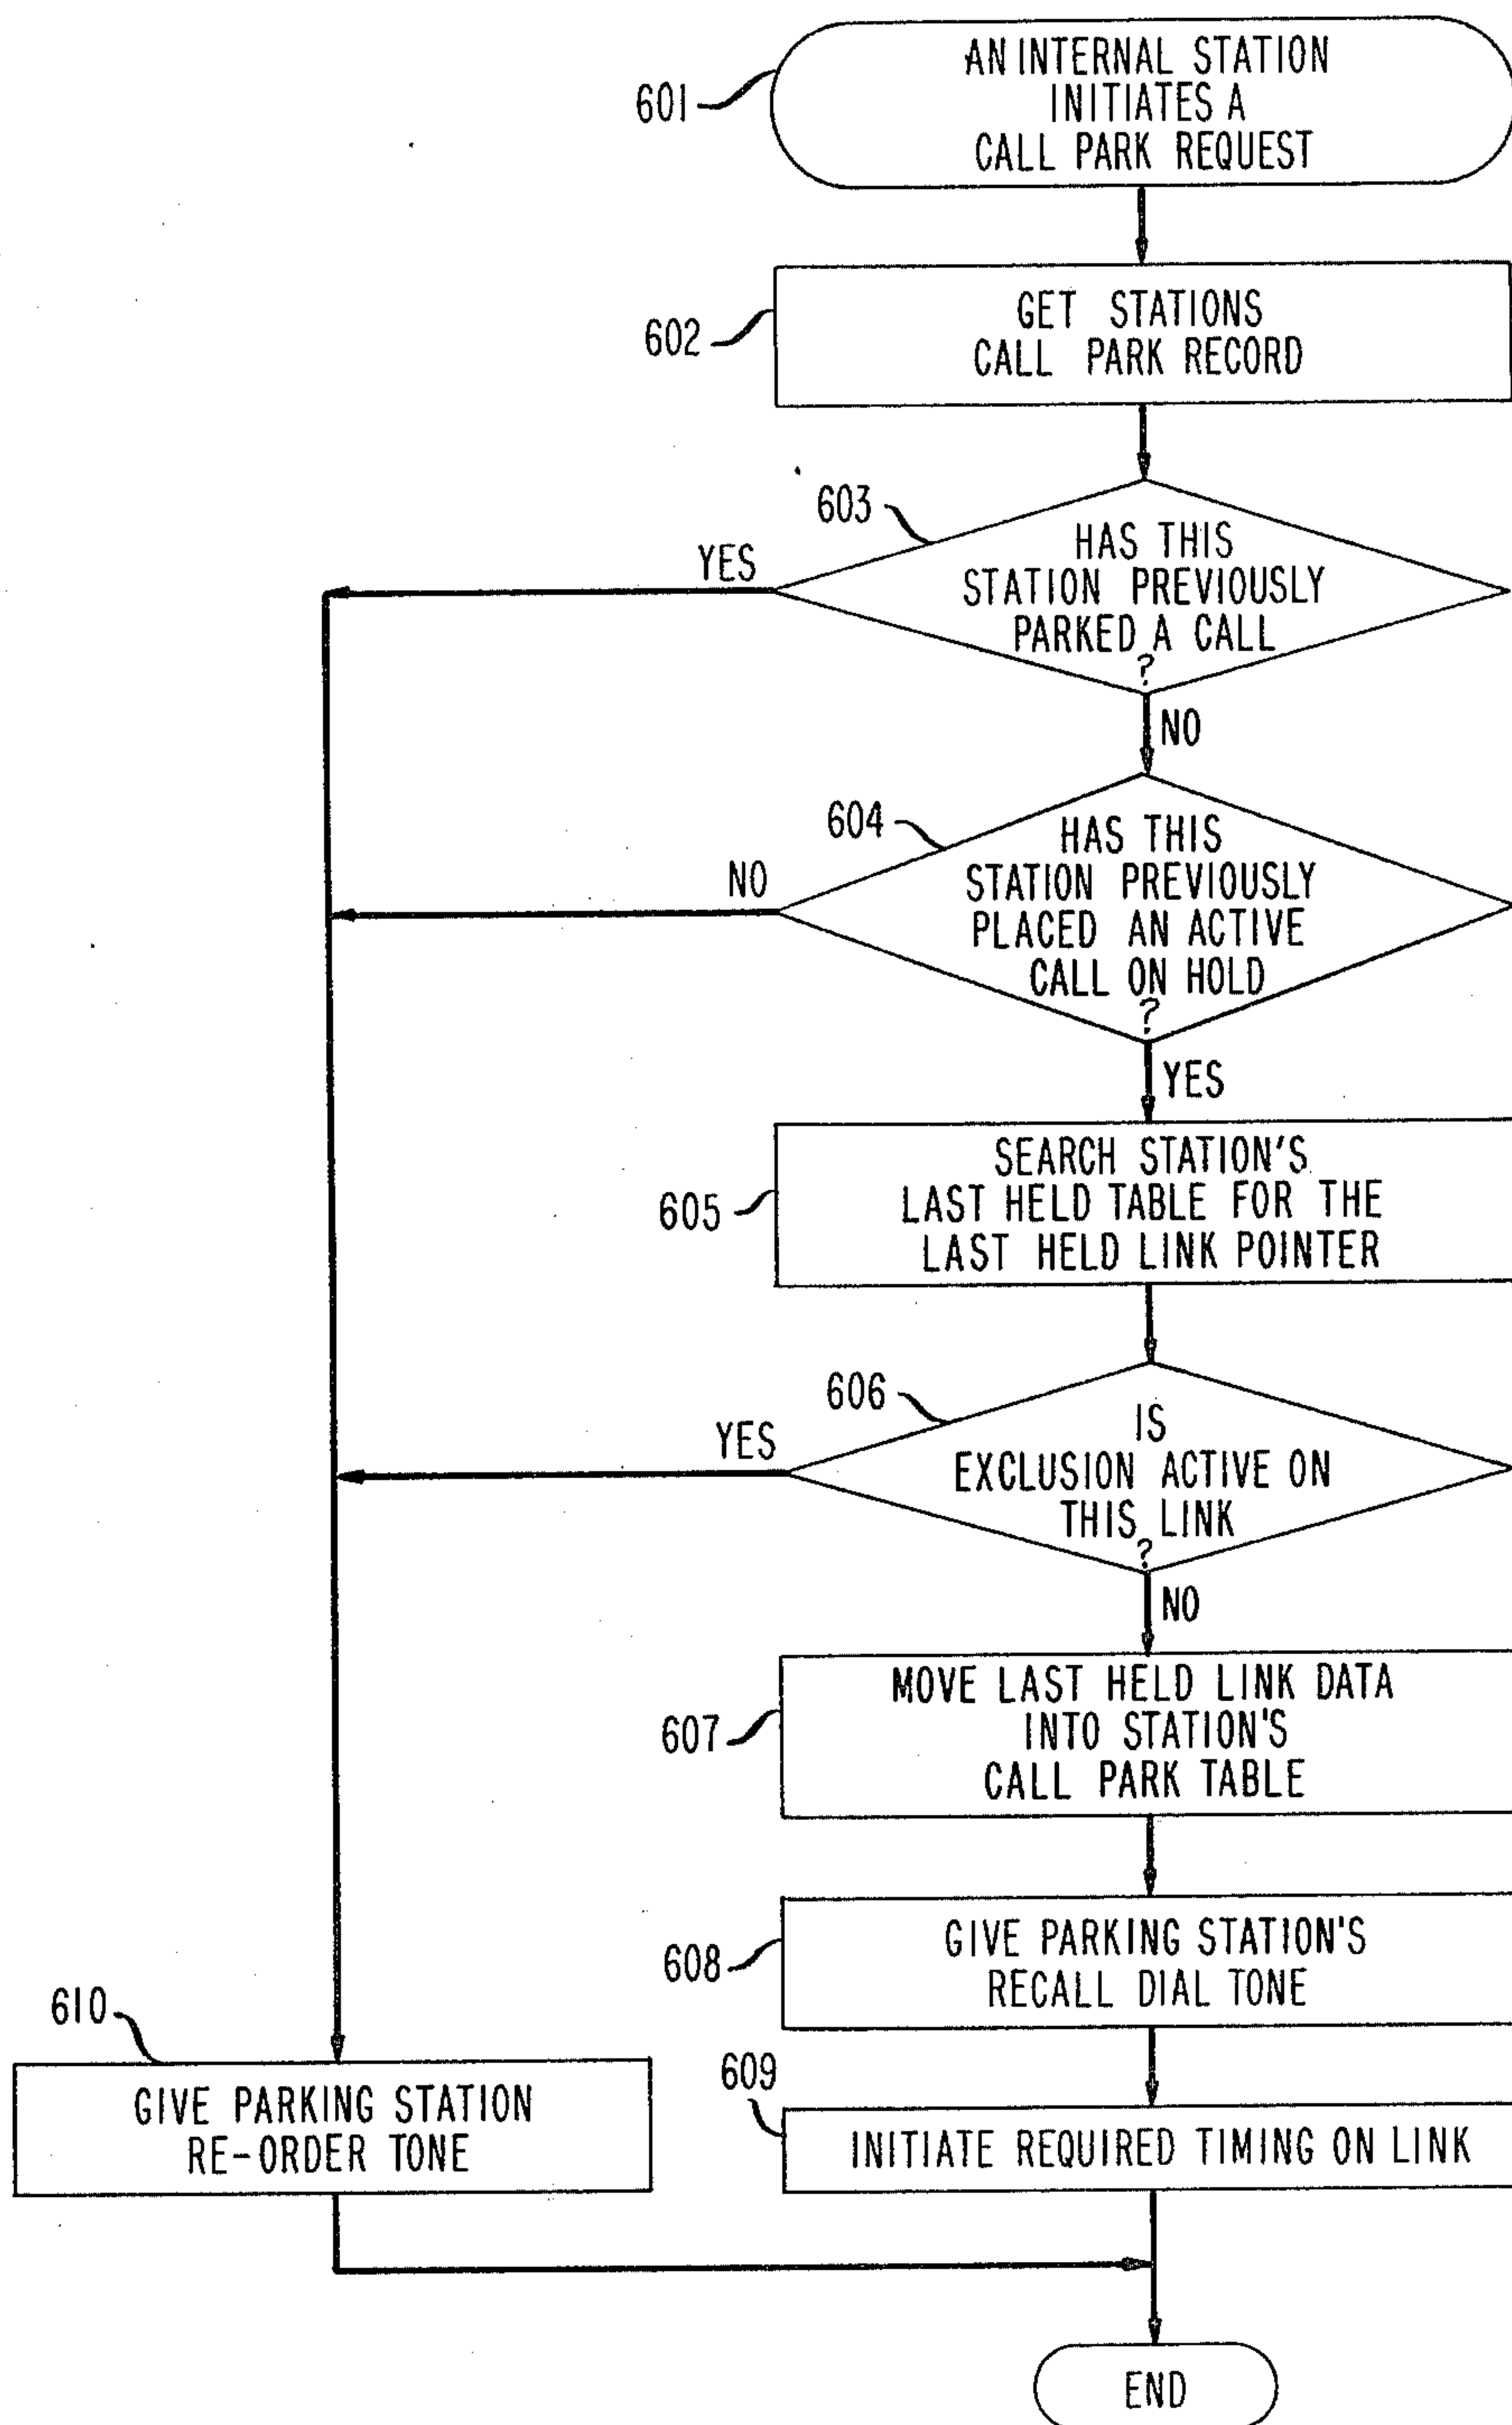 601
AN INTERNAL STATION
INITIATES A
CALL PARK REQUEST
602
GET STATIONS
CALL PARK RECORD
603
HAS THIS
STATION PREVIOUSLY
PARKED A CALL
?
YES
NO
604
HAS THIS
STATION PREVIOUSLY
PLACED AN ACTIVE
CALL ON HOLD
?
NO
YES
605
SEARCH STATION'S
LAST HELD TABLE FOR THE
LAST HELD LINK POINTER
606
IS
EXCLUSION ACTIVE ON
THIS LINK
?
YES
NO
607
MOVE LAST HELD LINK DATA
INTO STATION'S
CALL PARK TABLE
608
GIVE PARKING STATION'S
RECALL DIAL TONE
610
GIVE PARKING STATION
RE-ORDER TONE
609
INITIATE REQUIRED TIMING ON LINK
END